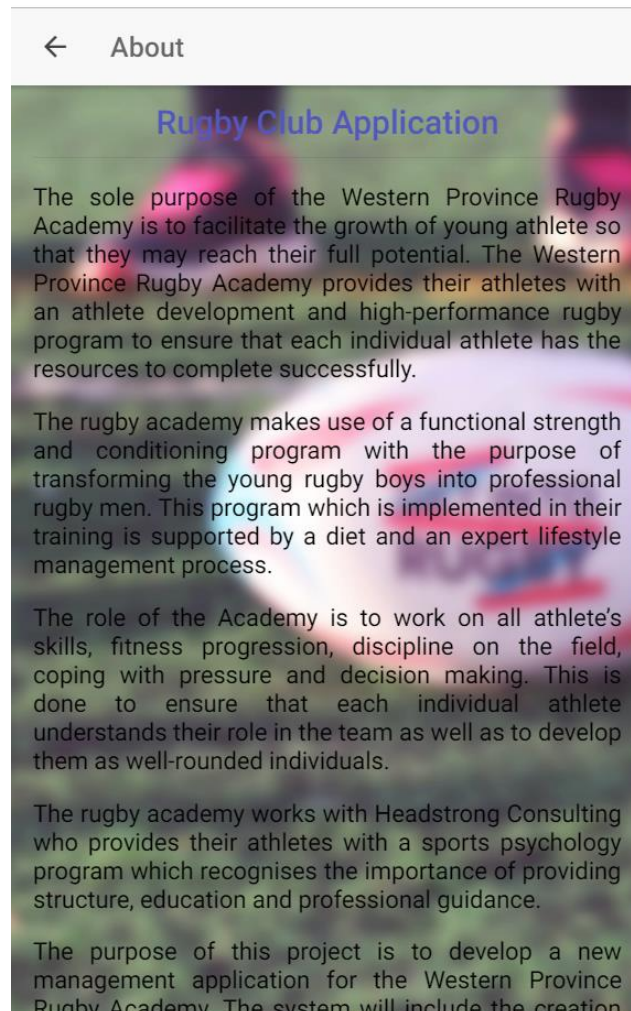 About
Rugby Club Application
The sole purpose of the Western Province Rugby
Academy is to facilitate the growth of young athlete so
that they may reach their full potential. The Western
Province Rugby Academy provides their athletes with
an athlete development and high-performance rugby
program to ensure that each individual athlete has the
resources to complete successfully.
The rugby academy makes use of a functional strength
and conditioning program with the purpose of
transforming the young rugby boys into professional
rugby men. This program which is implemented in their
training is supported by a diet and an expert lifestyle
management process.
The role of the Academy is to work on all athlete’s
skills, fitness progression, discipline on the field,
coping with pressure and decision making. This is
done to ensure that each individual athlete
understands their role in the team as well as to develop
them as well-rounded individuals.
The rugby academy works with Headstrong Consulting
who provides their athletes with a sports psychology
program which recognises the importance of providing
structure, education and professional guidance.
The purpose of this project is to develop a new
management application for the Western Province
Rugby Academy. The system will include the creation
RUGBY